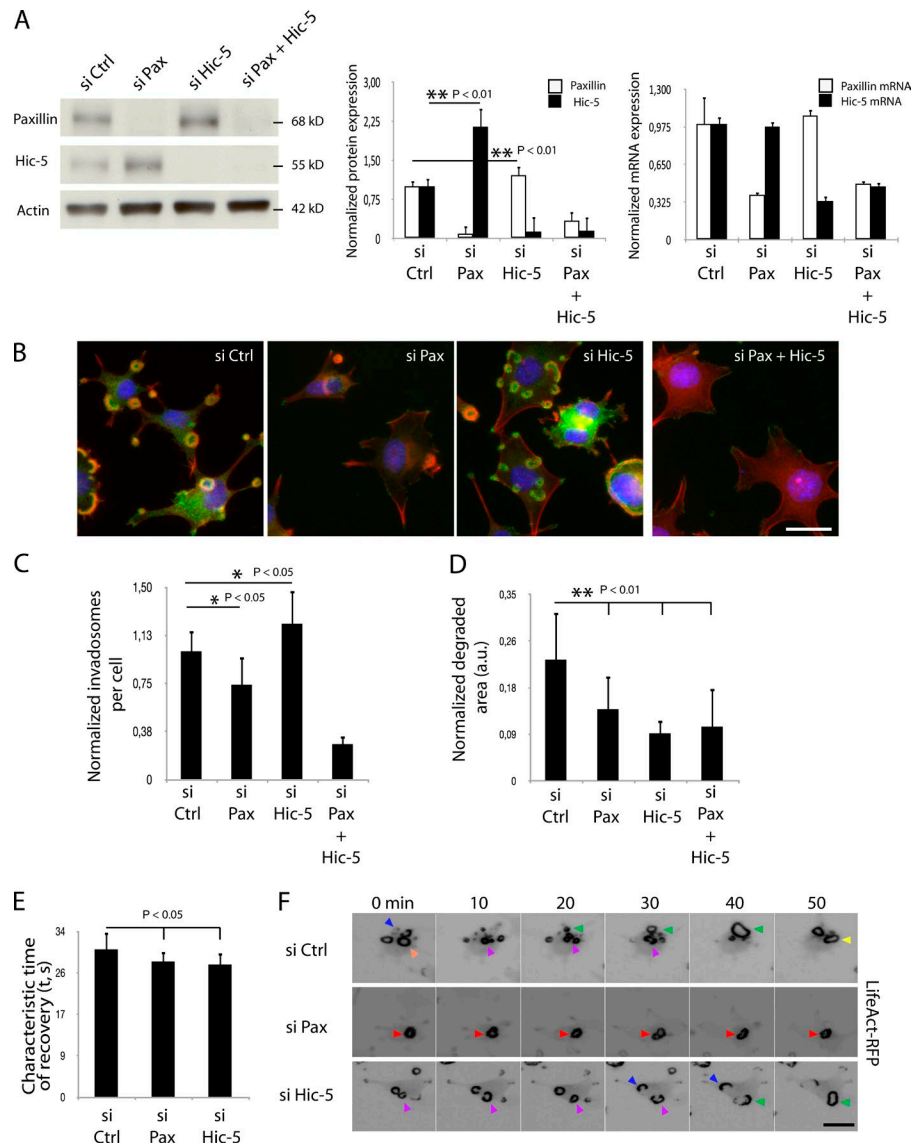 A
si Ctrl
si Pax
si Hic-5
si Pax + Hic-5
Paxillin
68 kD
Hic-5
55 kD
Actin
42 kD
Normalized protein expression
3,00
2,25
1,50
0,75
0
** P < 0.01
** P < 0.01
Paxillin
Hic-5
si Ctrl
si Pax
si Hic-5
si Pax + Hic-5
Normalized mRNA expression
1,300
0,975
0,650
0,325
0
Paxillin mRNA
Hic-5 mRNA
si Ctrl
si Pax
si Hic-5
si Pax + Hic-5
B
si Ctrl
si Pax
si Hic-5
si Pax + Hic-5
C
Normalized invadosomes
per cell
1,50
1,13
0,75
0,38
0
* P < 0.05
* P < 0.05
si Ctrl
si Pax
si Hic-5
si Pax + Hic-5
D
Normalized degraded
area (a.u.)
0,35
0,26
0,18
0,09
0
** P < 0.01
si Ctrl
si Pax
si Hic-5
si Pax + Hic-5
E
Characteristic time
of recovery (t, s)
34
26
17
9
0
P < 0.05
si Ctrl
si Pax
si Hic-5
F
0 min 10 20 30 40 50
si Ctrl
si Pax
si Hic-5
LifeAct-RFP